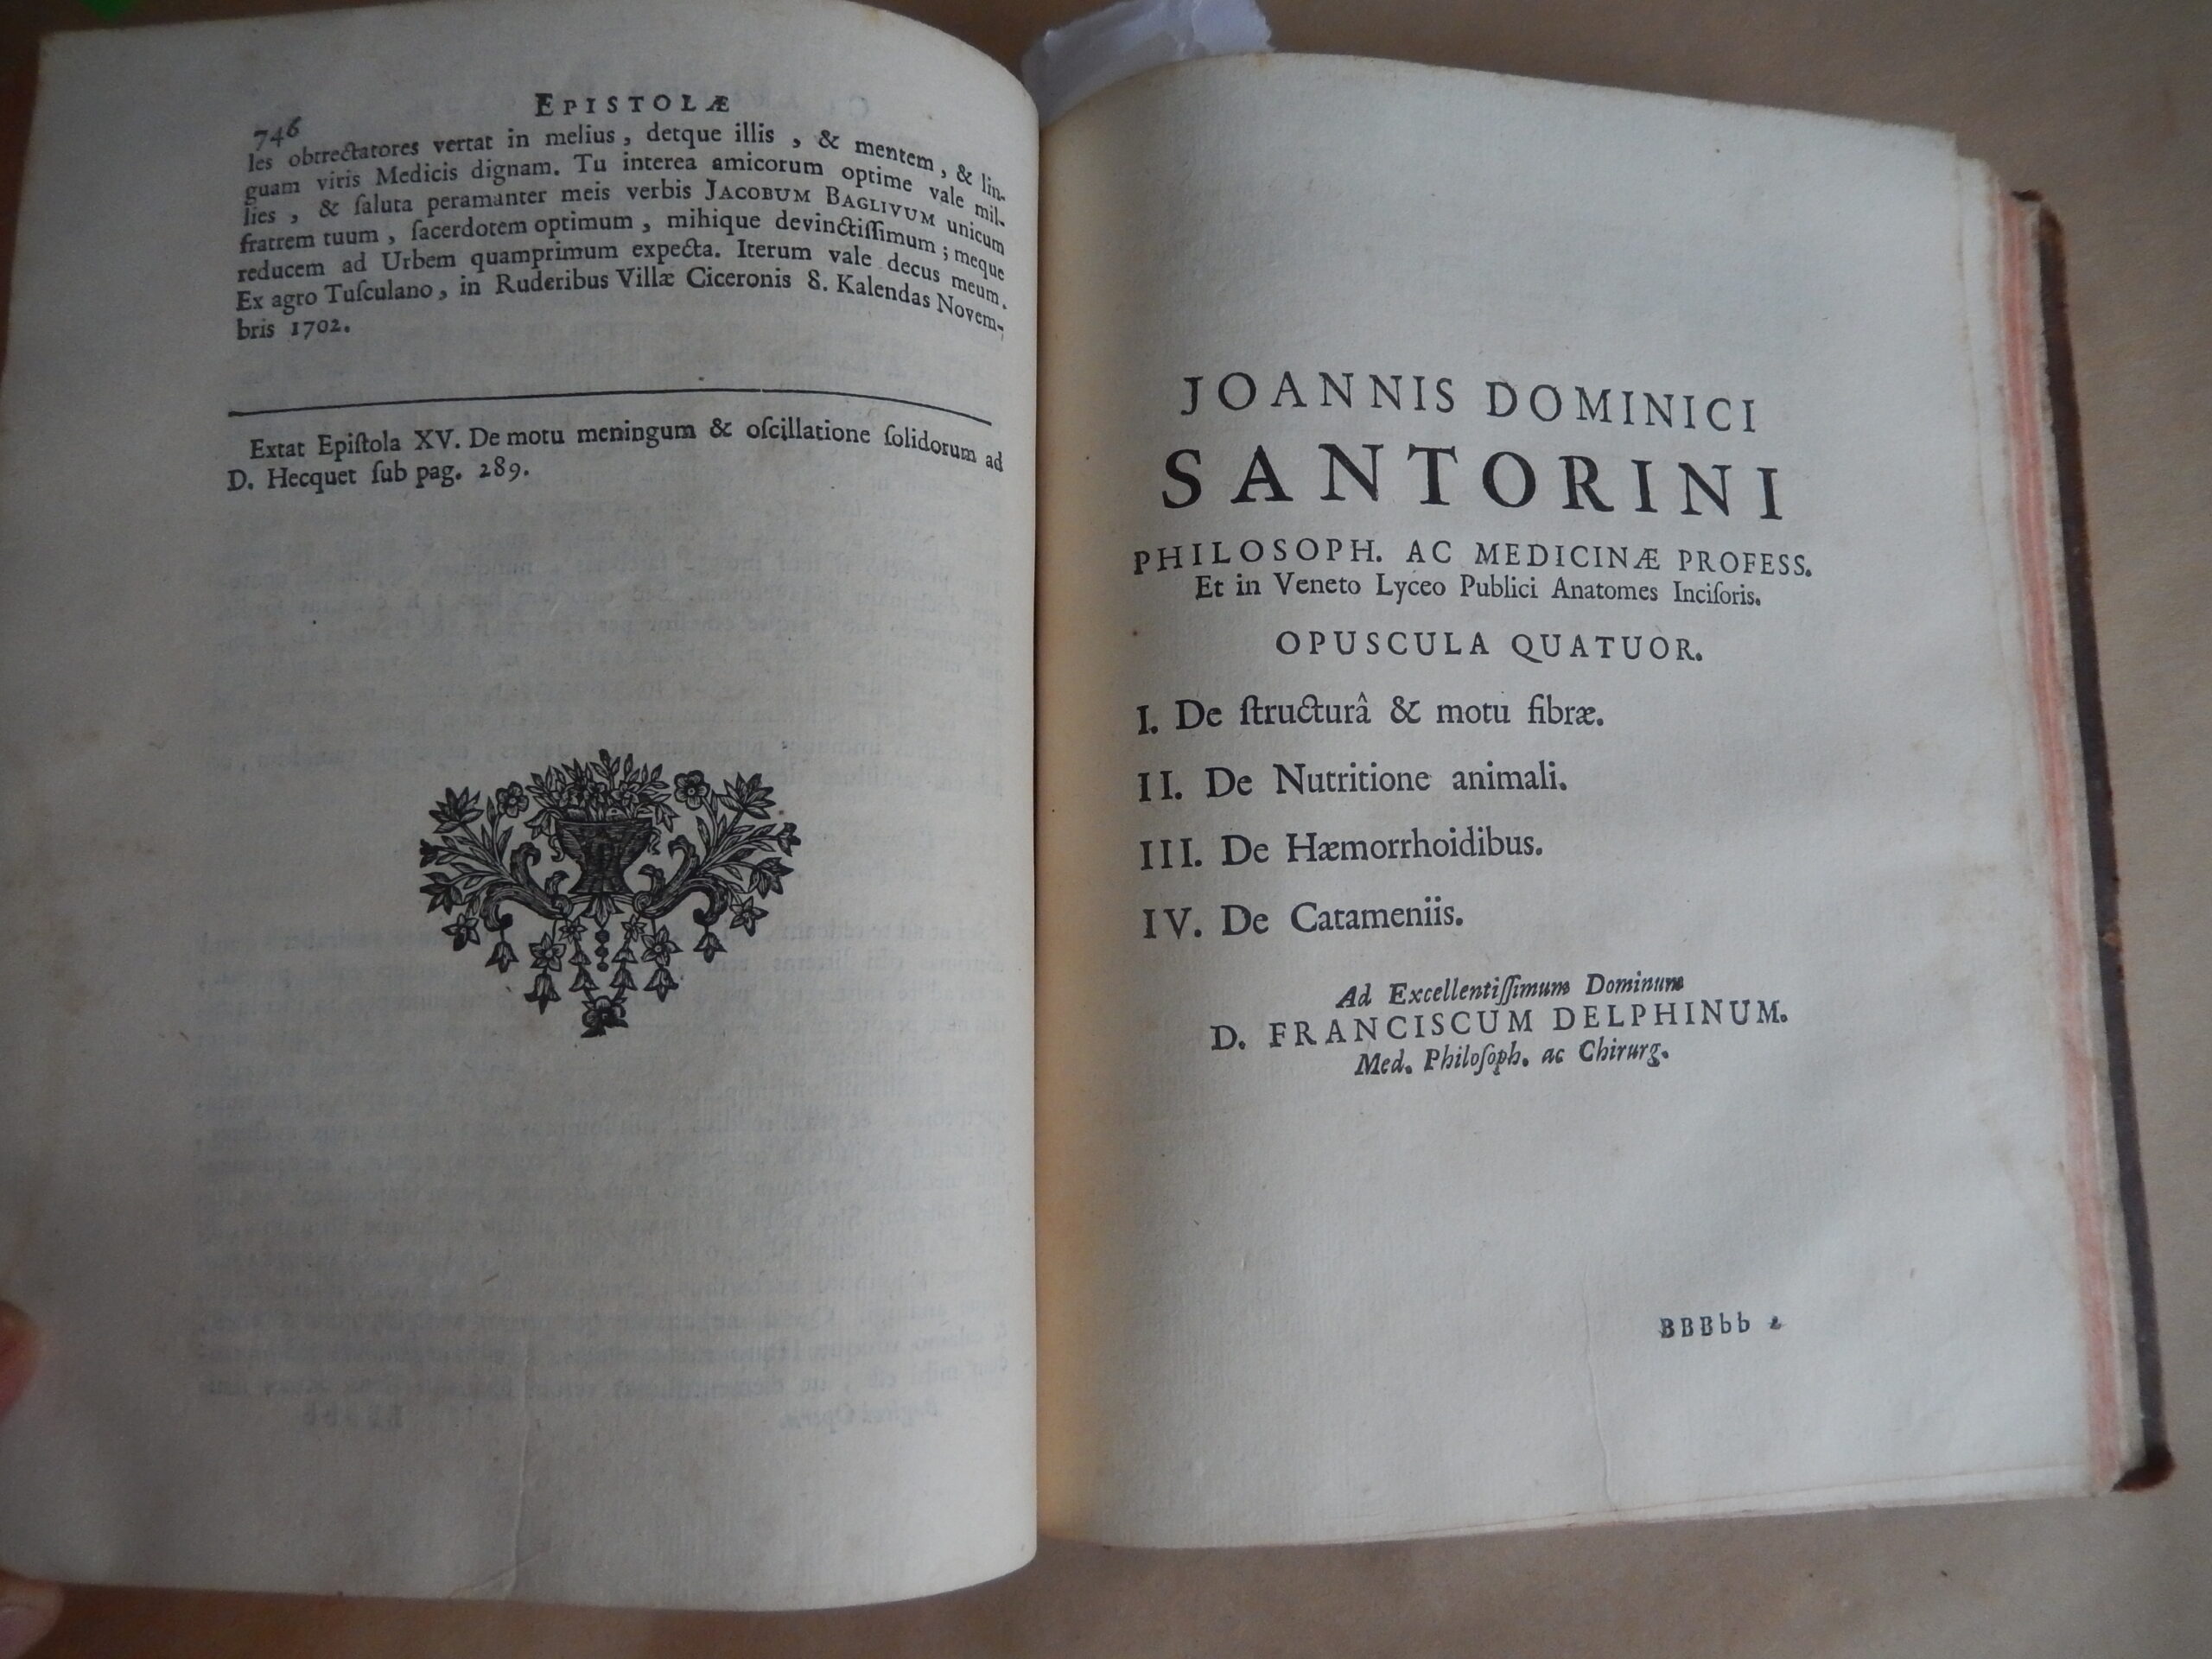 746
EPISTOLÆ
les obtrectatores vertat in melius, detque illis, & mentem, & lin-
guam viris Medicis dignam. Tu interea amicorum optime vale mil-
lies, & ſaluta peramanter meis verbis JACOBUM BAGLIVUM unicum
fratrem tuum, ſacerdotem optimum, mihique devinctiſſimum; meque
reducem ad Urbem quamprimum expecta. Iterum vale decus meum.
Ex agro Tuſculano, in Ruderibus Villæ Ciceronis 8. Kalendas Novem-
bris 1702.
Extat Epiſtola XV. De motu meningum & oſcillatione ſolidorum ad
D. Hecquet ſub pag. 289.
JOANNIS DOMINICI
SANTORINI
PHILOSOPH. AC MEDICINÆ PROFESS.
Et in Veneto Lyceo Publici Anatomes Inciſoris.
OPUSCULA QUATUOR.
I. De ſtructurâ & motu fibræ.
II. De Nutritione animali.
III. De Hæmorrhoidibus.
IV. De Catameniis.
Ad Excellentiſſimum Dominum
D. FRANCISCUM DELPHINUM.
Med. Philoſoph. ac Chirurg.
BBBbb 2